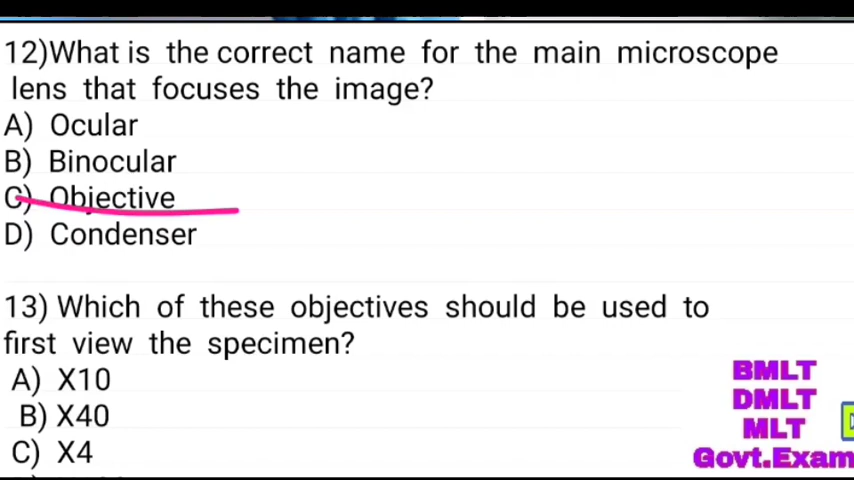 12)What is the correct name for the main microscope
lens that focuses the image?
A) Ocular
B) Binocular
C) Objective
D) Condenser
13) Which of these objectives should be used to
first view the specimen?
A) X10
B) X40
C) X4
BMLT
DMLT
MLT
Govt.Exam